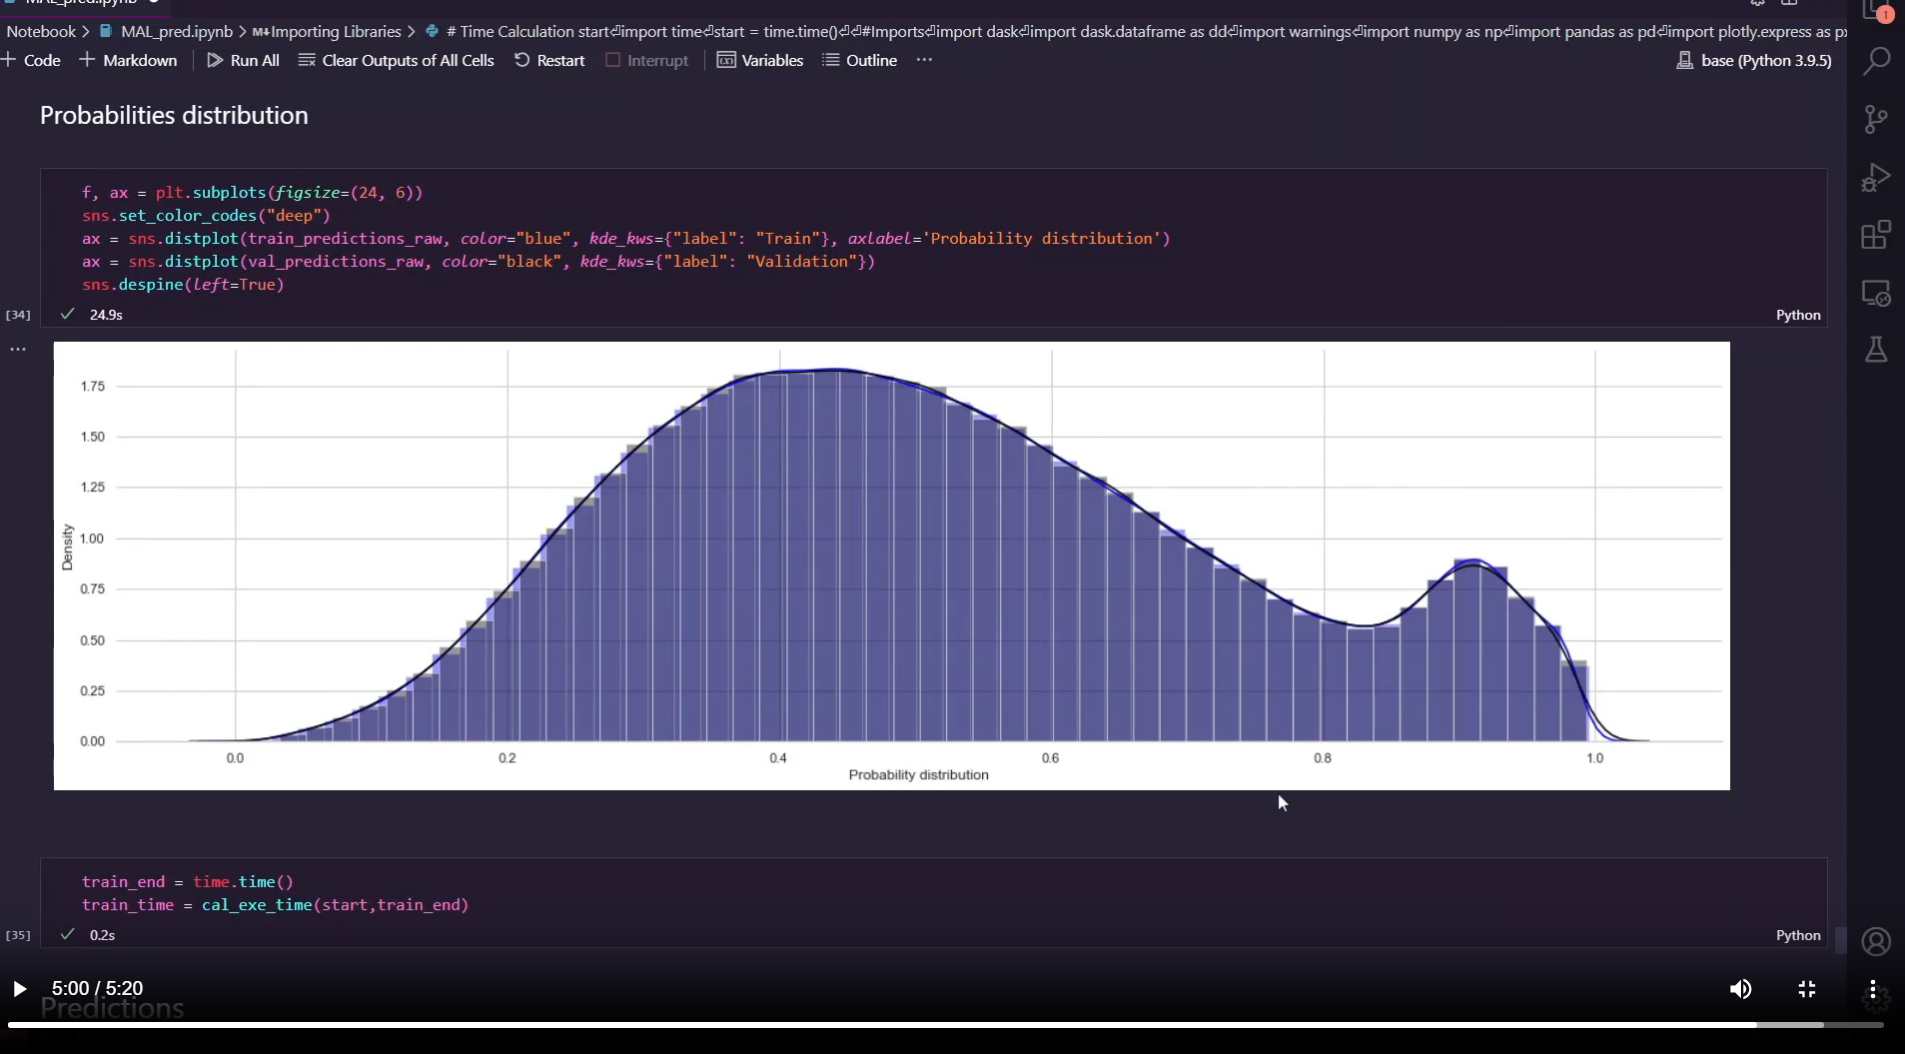 MAL_pred.ipynb
Notebook > MAL_pred.ipynb > M↓Importing Libraries > # Time Calculation start⏎import time⏎start = time.time()⏎⏎#Imports⏎import dask⏎import dask.dataframe as dd⏎import warnings⏎import numpy as np⏎import pandas as pd⏎import plotly.express as px
+ Code + Markdown Run All Clear Outputs of All Cells Restart Interrupt Variables Outline ... base (Python 3.9.5)
1
Probabilities distribution
f, ax = plt.subplots(figsize=(24, 6))
sns.set_color_codes("deep")
ax = sns.distplot(train_predictions_raw, color="blue", kde_kws={"label": "Train"}, axlabel='Probability distribution')
ax = sns.distplot(val_predictions_raw, color="black", kde_kws={"label": "Validation"})
sns.despine(left=True)
[34] ✓ 24.9s Python
...
1.75
1.50
1.25
1.00
0.75
0.50
0.25
0.00
Density
0.0 0.2 0.4 0.6 0.8 1.0
Probability distribution
train_end = time.time()
train_time = cal_exe_time(start,train_end)
[35] ✓ 0.2s Python
5:00 / 5:20
Predictions